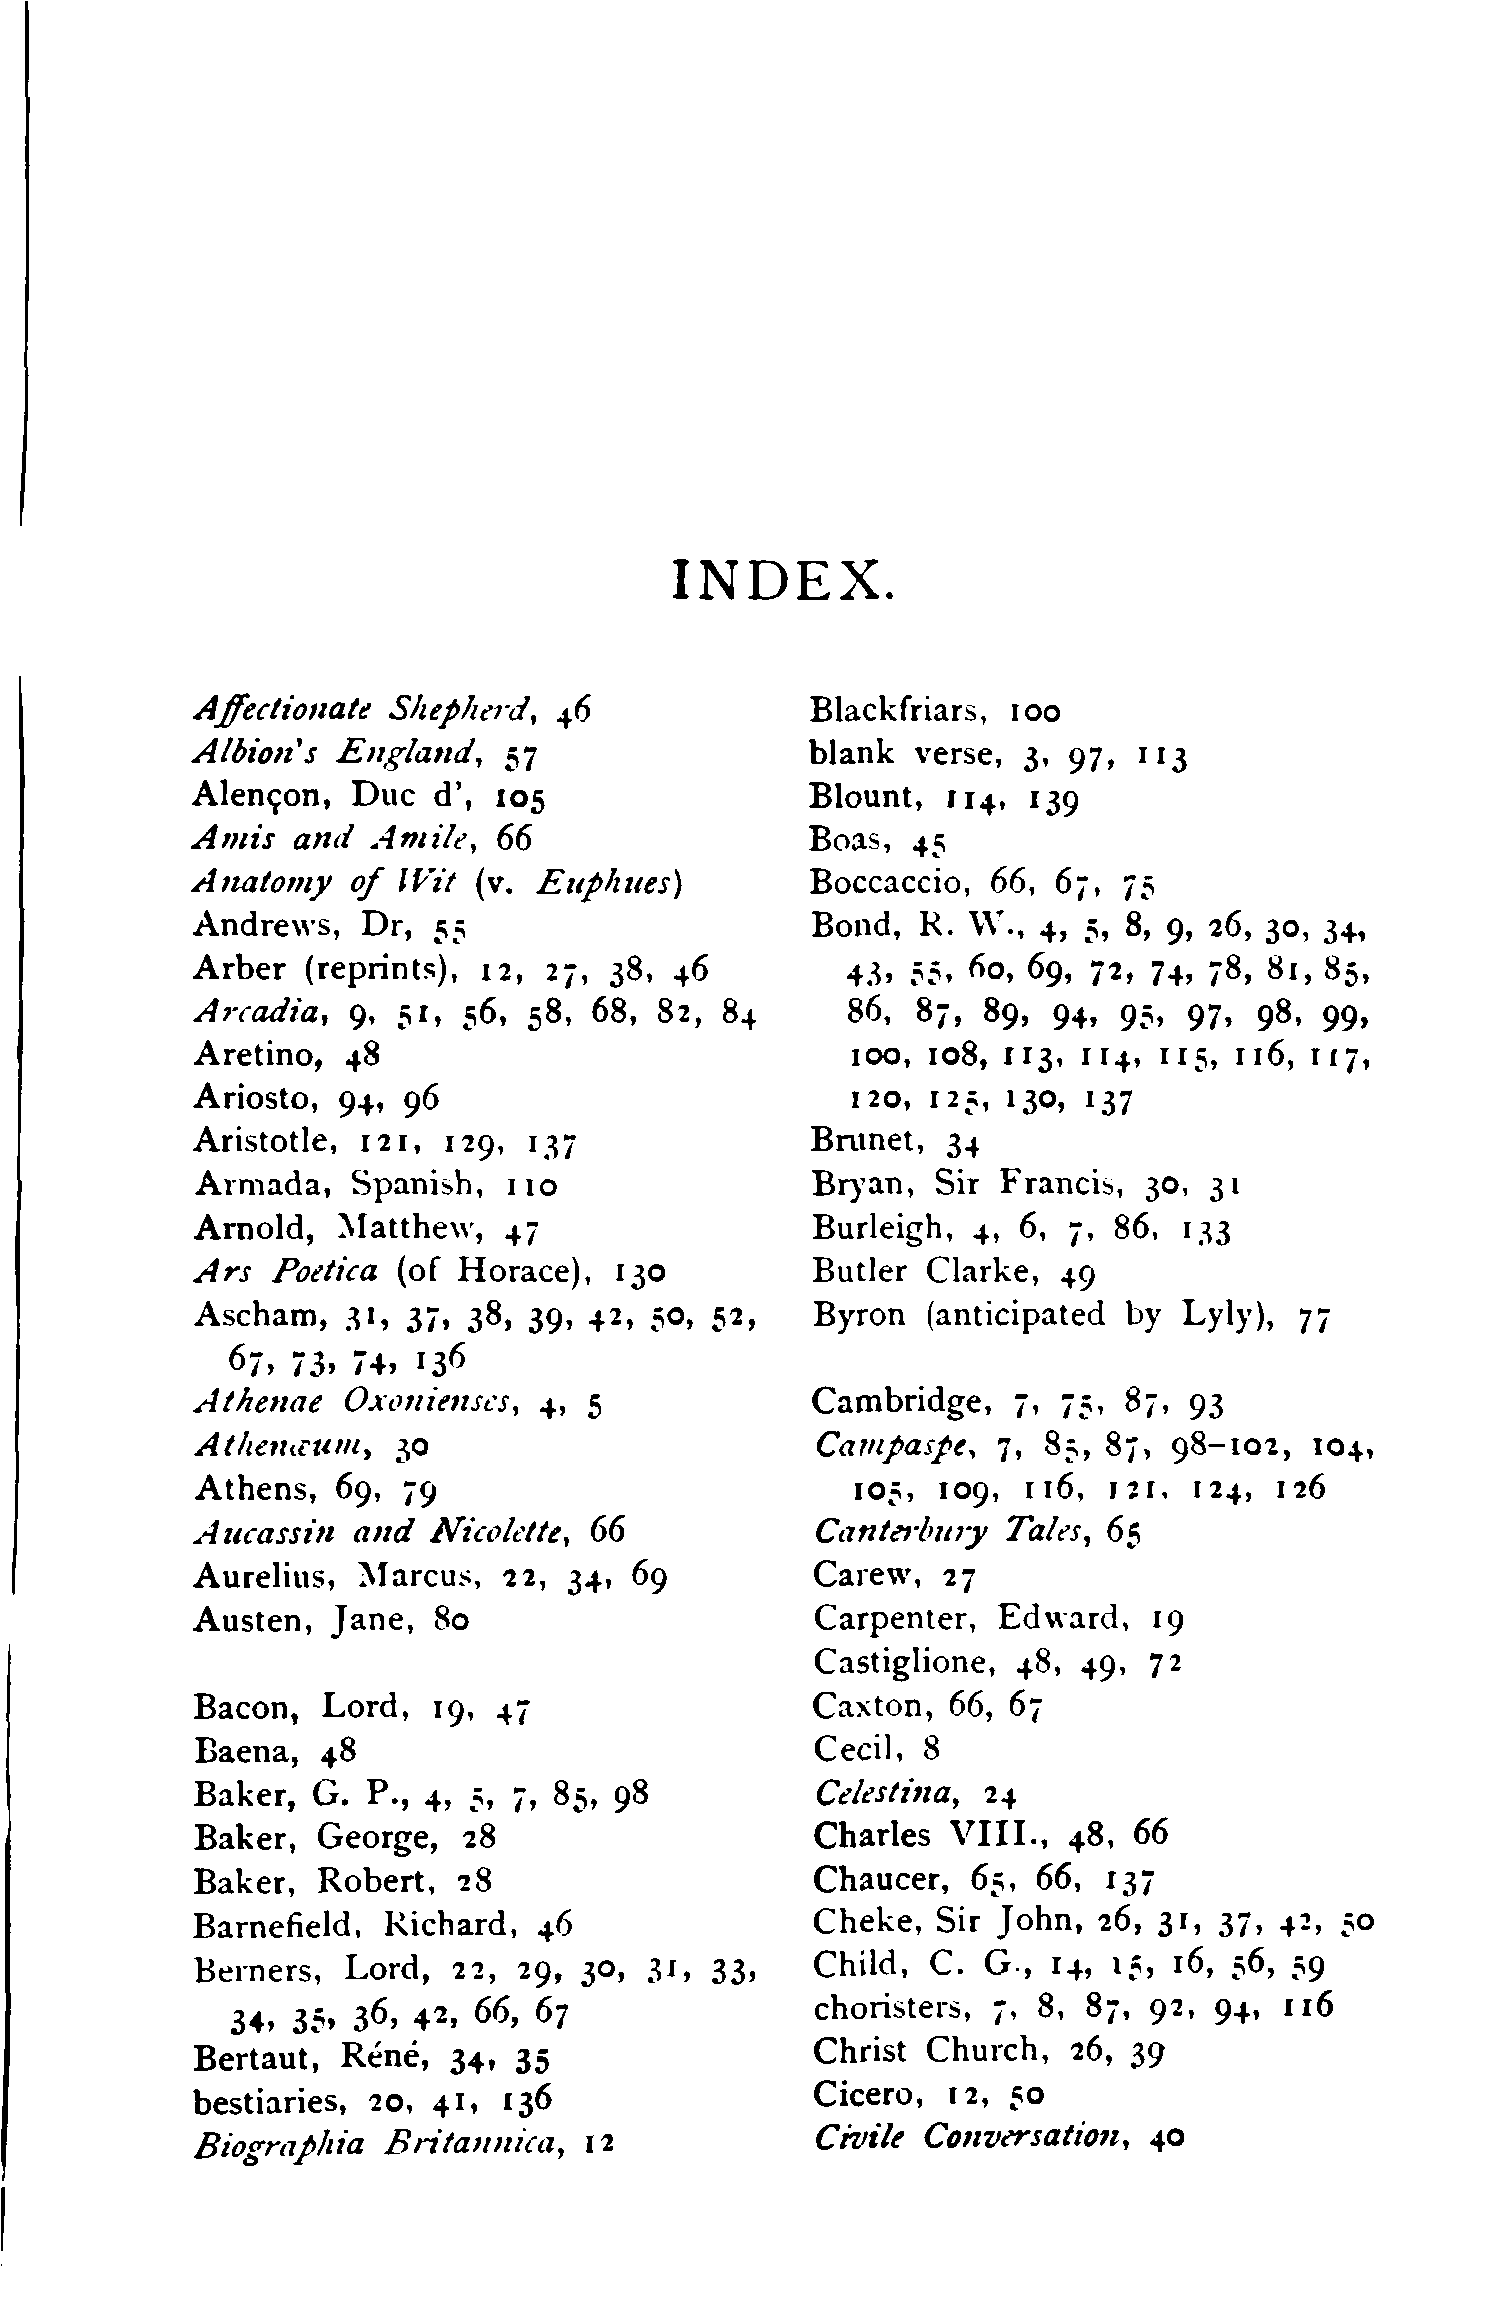 INDEX.
Affectionate Shepherd, 46
Albion's England, 57
Alençon, Duc d', 105
Amis and Amile, 66
Anatomy of Wit (v. Euphues)
Andrews, Dr, 55
Arber (reprints), 12, 27, 38, 46
Arcadia, 9, 51, 56, 58, 68, 82, 84
Aretino, 48
Ariosto, 94, 96
Aristotle, 121, 129, 137
Armada, Spanish, 110
Arnold, Matthew, 47
Ars Poetica (of Horace), 130
Ascham, 31, 37, 38, 39, 42, 50, 52,
67, 73, 74, 136
Athenae Oxonienses, 4, 5
Athenæum, 30
Athens, 69, 79
Aucassin and Nicolette, 66
Aurelius, Marcus, 22, 34, 69
Austen, Jane, 80
Bacon, Lord, 19, 47
Baena, 48
Baker, G. P., 4, 5, 7, 85, 98
Baker, George, 28
Baker, Robert, 28
Barnefield, Richard, 46
Berners, Lord, 22, 29, 30, 31, 33,
34, 35, 36, 42, 66, 67
Bertaut, Réné, 34, 35
bestiaries, 20, 41, 136
Biographia Britannica, 12
Blackfriars, 100
blank verse, 3, 97, 113
Blount, 114, 139
Boas, 45
Boccaccio, 66, 67, 75
Bond, R. W., 4, 5, 8, 9, 26, 30, 34,
43, 55, 60, 69, 72, 74, 78, 81, 85,
86, 87, 89, 94, 95, 97, 98, 99,
100, 108, 113, 114, 115, 116, 117,
120, 125, 130, 137
Brunet, 34
Bryan, Sir Francis, 30, 31
Burleigh, 4, 6, 7, 86, 133
Butler Clarke, 49
Byron (anticipated by Lyly), 77
Cambridge, 7, 75, 87, 93
Campaspe, 7, 85, 87, 98–102, 104,
105, 109, 116, 121, 124, 126
Canterbury Tales, 65
Carew, 27
Carpenter, Edward, 19
Castiglione, 48, 49, 72
Caxton, 66, 67
Cecil, 8
Celestina, 24
Charles VIII., 48, 66
Chaucer, 65, 66, 137
Cheke, Sir John, 26, 31, 37, 42, 50
Child, C. G., 14, 15, 16, 56, 59
choristers, 7, 8, 87, 92, 94, 116
Christ Church, 26, 39
Cicero, 12, 50
Civile Conversation, 40